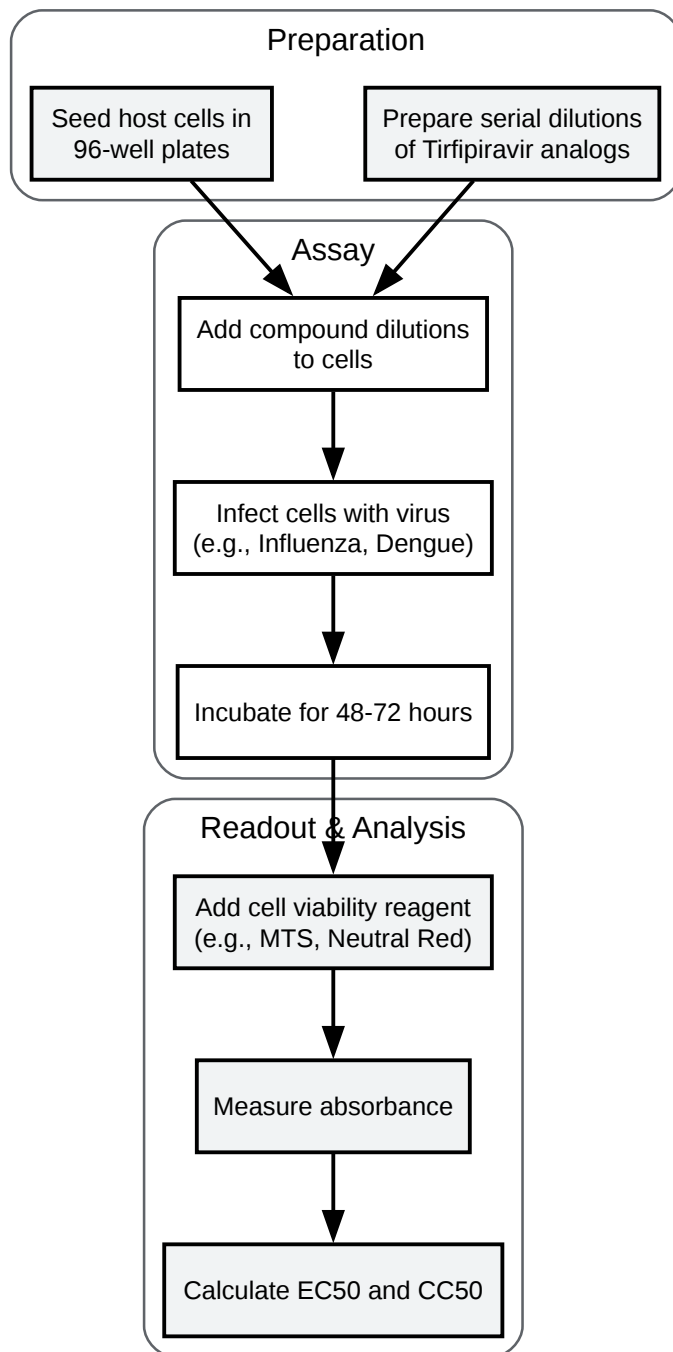 Preparation
Seed host cells in
96-well plates
Prepare serial dilutions
of Tirfipiravir analogs
Assay
Add compound dilutions
to cells
Infect cells with virus
(e.g., Influenza, Dengue)
Incubate for 48-72 hours
Readout & Analysis
Add cell viability reagent
(e.g., MTS, Neutral Red)
Measure absorbance
Calculate EC50 and CC50